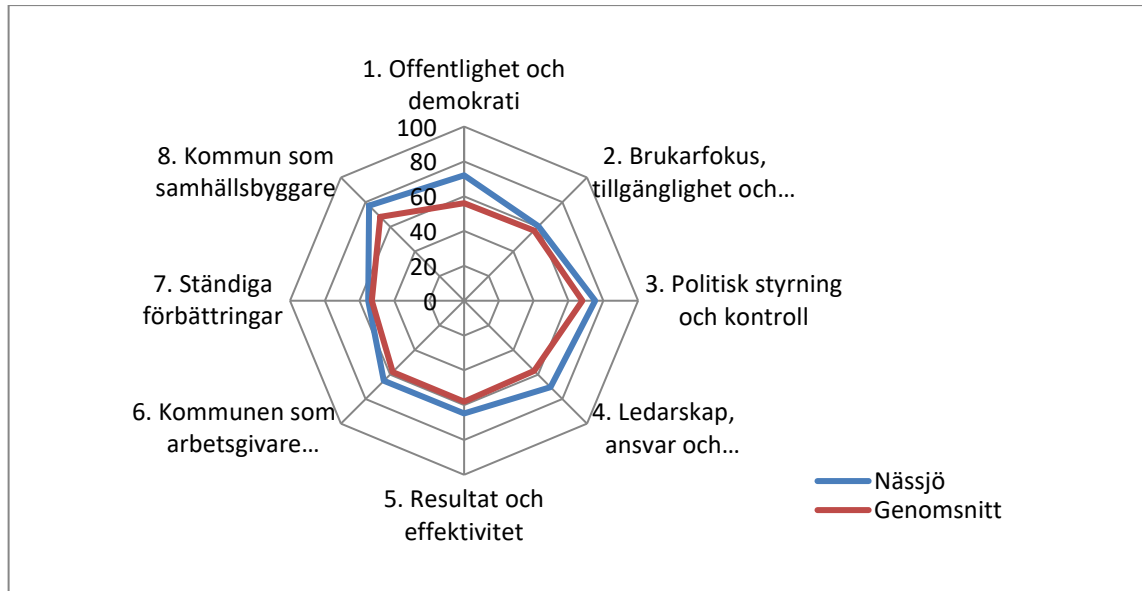 1. Offentlighet och
demokrati
100
80
60
40
20
0
2. Brukarfokus,
tillgänglighet och...
3. Politisk styrning
och kontroll
4. Ledarskap,
ansvar och...
5. Resultat och
effektivitet
6. Kommunen som
arbetsgivare...
7. Ständiga
förbättringar
8. Kommun som
samhällsbyggare
Nässjö
Genomsnitt